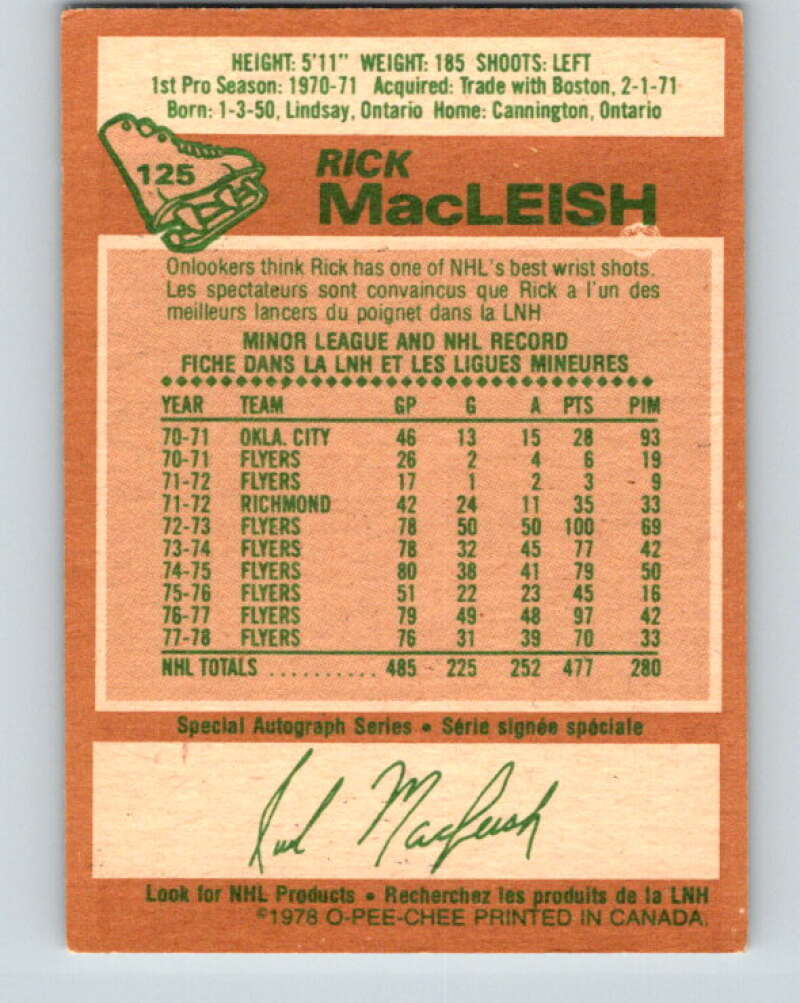 HEIGHT: 5'11" WEIGHT: 185 SHOOTS: LEFT
1st Pro Season: 1970-71 Acquired: Trade with Boston, 2-1-71
Born: 1-3-50, Lindsay, Ontario Home: Cannington, Ontario
125
RICK
MacLEISH
Onlookers think Rick has one of NHL's best wrist shots.
Les spectateurs sont convaincus que Rick a l'un des
meilleurs lancers du poignet dans la LNH
MINOR LEAGUE AND NHL RECORD
FICHE DANS LA LNH ET LES LIGUES MINEURES
YEAR TEAM GP G A PTS PIM
70-71 OKLA. CITY 46 13 15 28 93
70-71 FLYERS 26 2 4 6 19
71-72 FLYERS 17 1 2 3 9
71-72 RICHMOND 42 24 11 35 33
72-73 FLYERS 78 50 50 100 69
73-74 FLYERS 78 32 45 77 42
74-75 FLYERS 80 38 41 79 50
75-76 FLYERS 51 22 23 45 16
76-77 FLYERS 79 49 48 97 42
77-78 FLYERS 76 31 39 70 33
NHL TOTALS .......... 485 225 252 477 280
Special Autograph Series • Série signée spéciale
Rick MacLeish
Look for NHL Products • Recherchez les produits de la LNH
©1978 O-PEE-CHEE PRINTED IN CANADA.